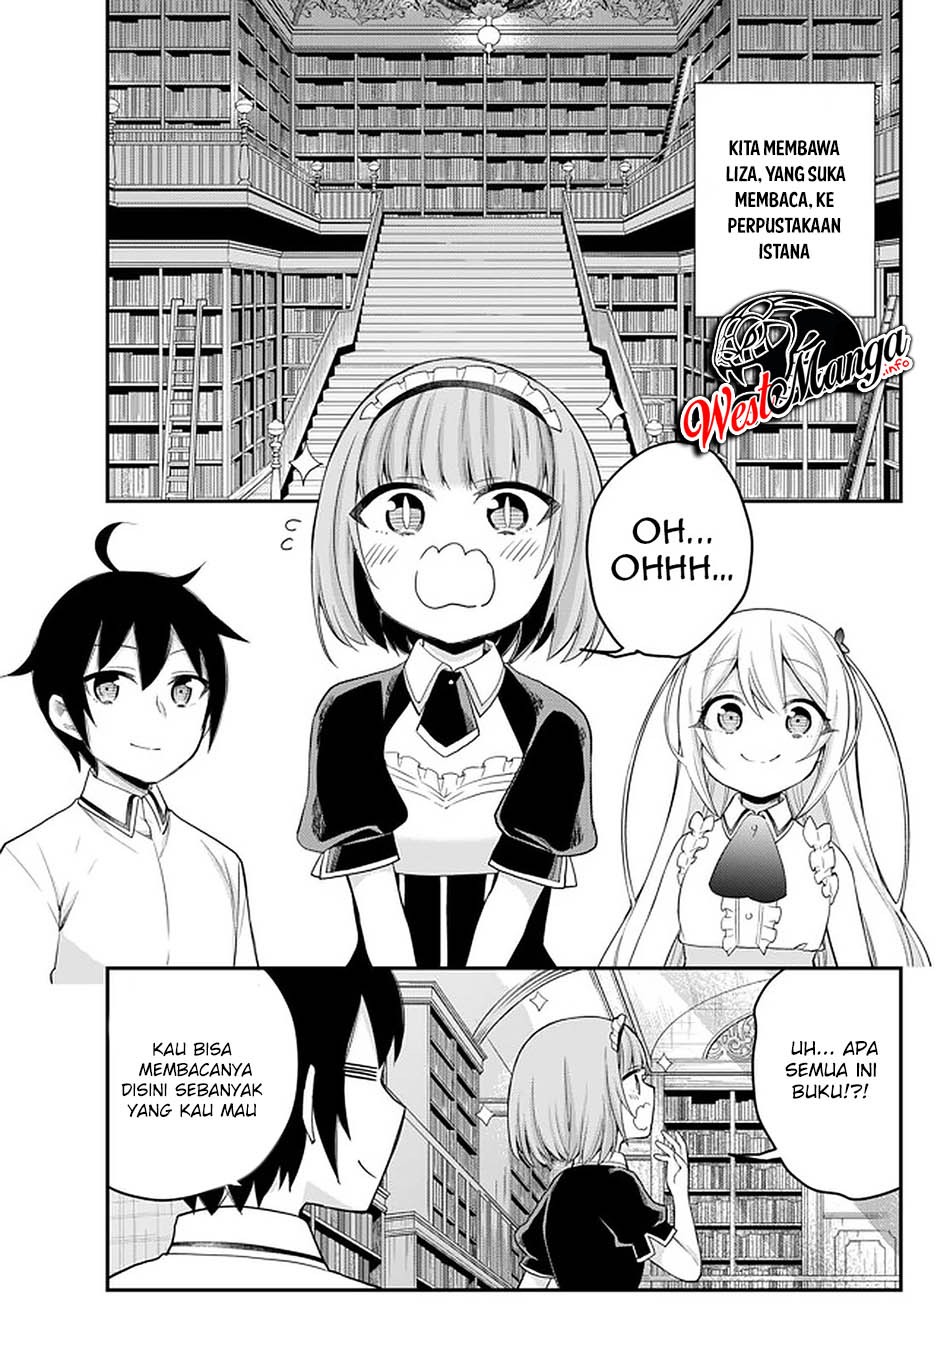 KITA MEMBAWA
LIZA, YANG SUKA
MEMBACA, KE
PERPUSTAKAAN
ISTANA
WestManga
.info
OH...
OHHH...
UH... APA
SEMUA INI
BUKU!?!
KAU BISA
MEMBACANYA
DISINI SEBANYAK
YANG KAU MAU